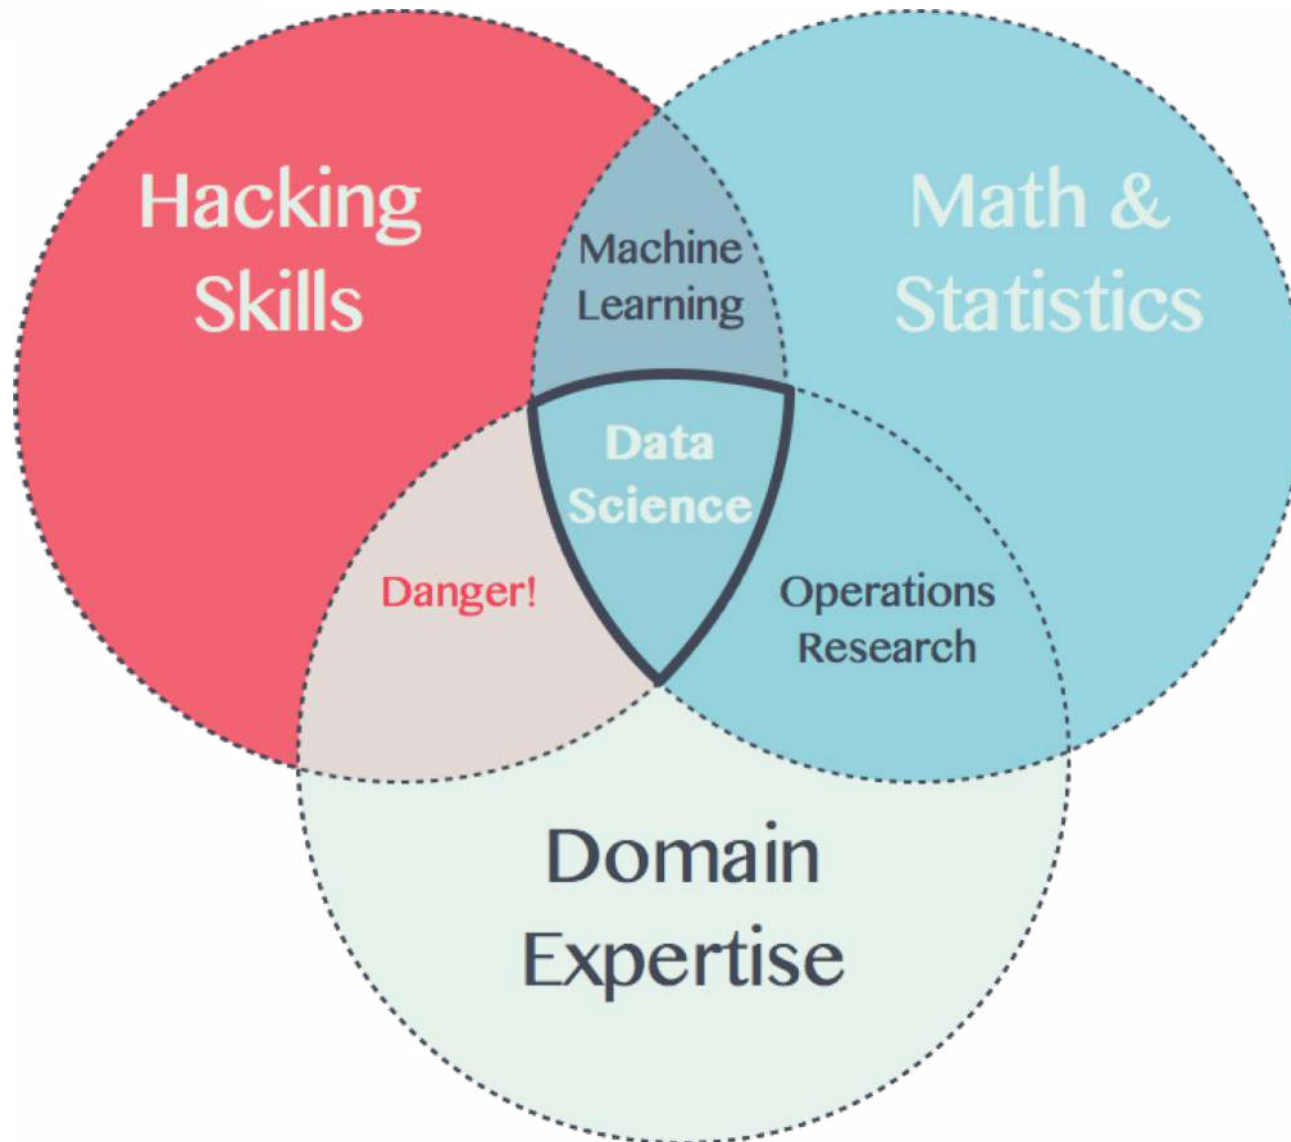 Hacking
Skills
Math &
Statistics
Machine
Learning
Data
Science
Danger!
Operations
Research
Domain
Expertise